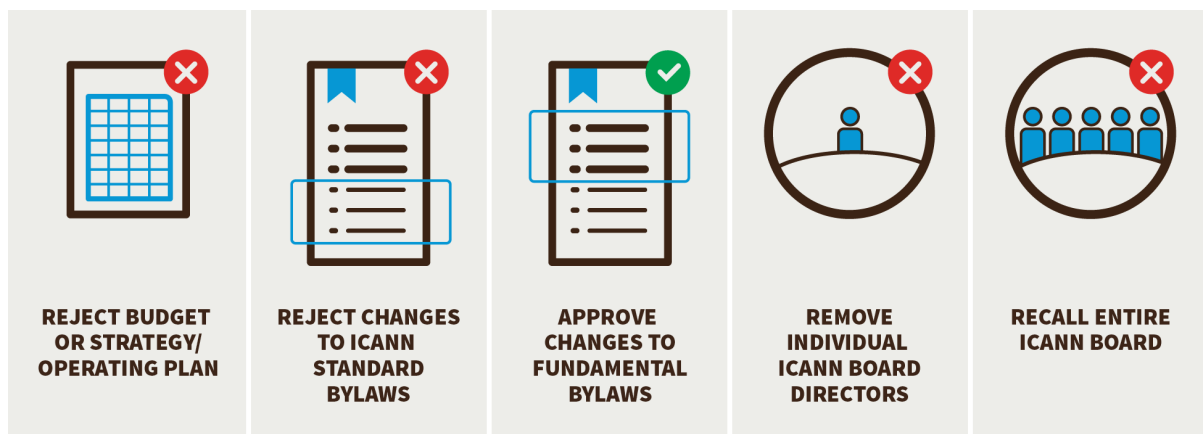 REJECT BUDGET
OR STRATEGY/
OPERATING PLAN
REJECT CHANGES
TO ICANN
STANDARD
BYLAWS
APPROVE
CHANGES TO
FUNDAMENTAL
BYLAWS
REMOVE
INDIVIDUAL
ICANN BOARD
DIRECTORS
RECALL ENTIRE
ICANN BOARD